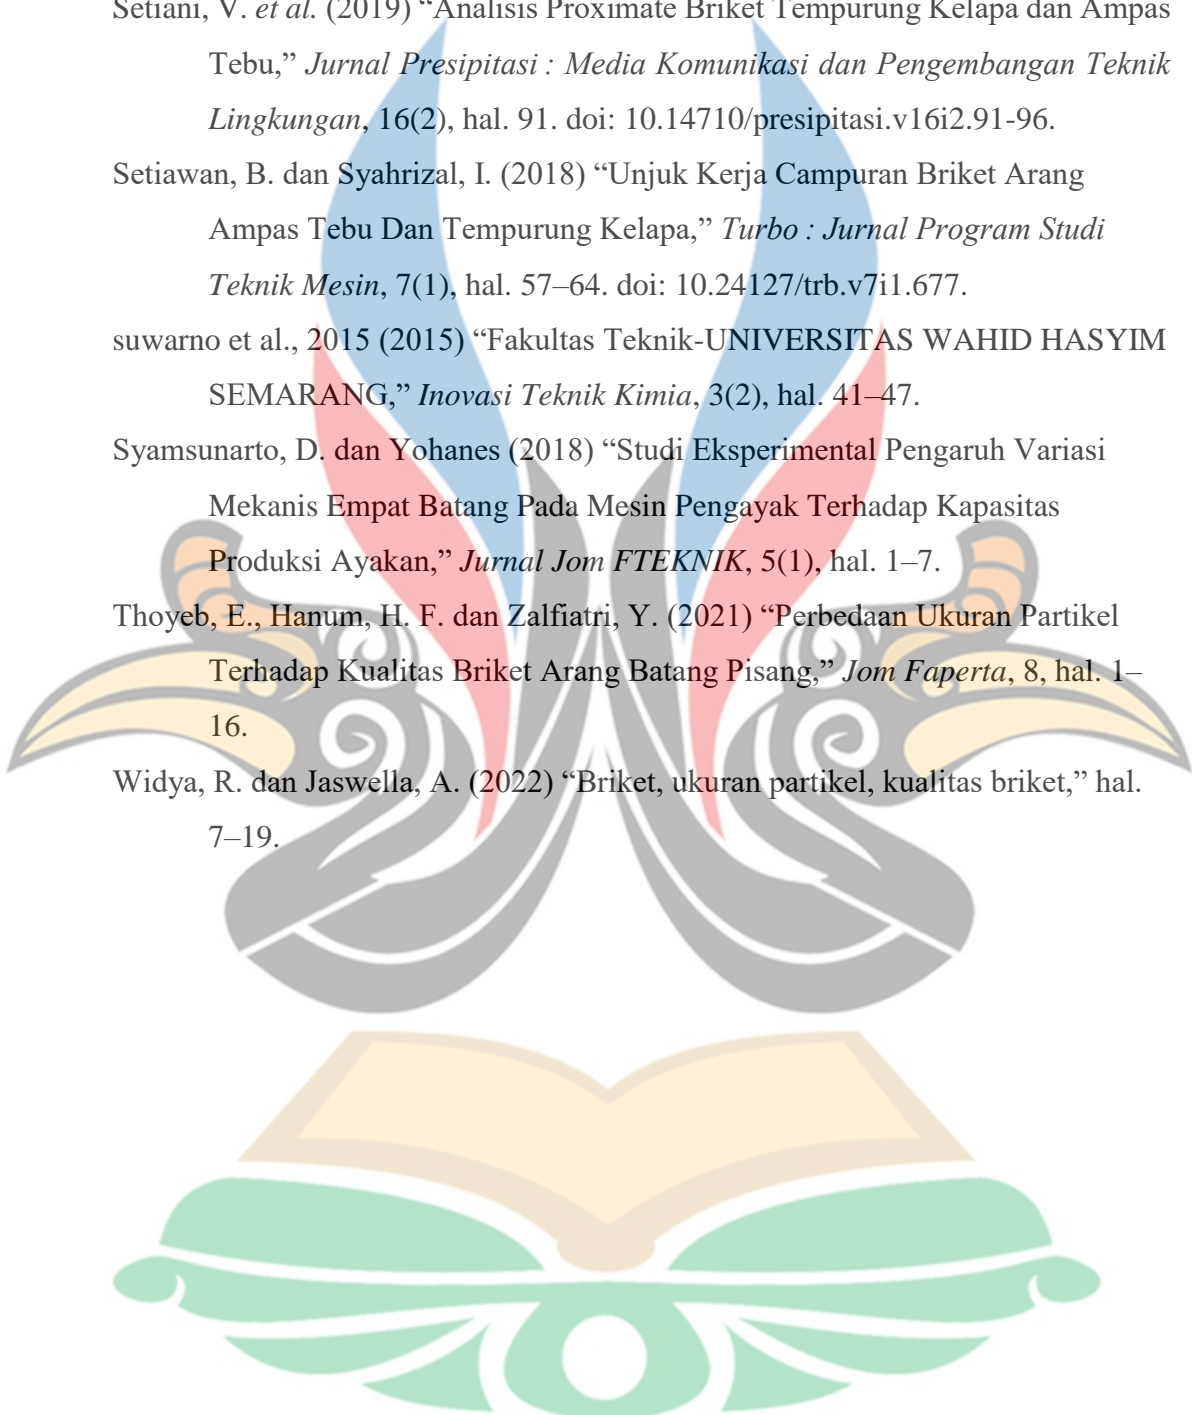 Setiani, V. et al. (2019) “Analisis Proximate Briket Tempurung Kelapa dan Ampas
Tebu,” Jurnal Presipitasi : Media Komunikasi dan Pengembangan Teknik
Lingkungan, 16(2), hal. 91. doi: 10.14710/presipitasi.v16i2.91-96.
Setiawan, B. dan Syahrizal, I. (2018) “Unjuk Kerja Campuran Briket Arang
Ampas Tebu Dan Tempurung Kelapa,” Turbo : Jurnal Program Studi
Teknik Mesin, 7(1), hal. 57–64. doi: 10.24127/trb.v7i1.677.
suwarno et al., 2015 (2015) “Fakultas Teknik-UNIVERSITAS WAHID HASYIM
SEMARANG,” Inovasi Teknik Kimia, 3(2), hal. 41–47.
Syamsunarto, D. dan Yohanes (2018) “Studi Eksperimental Pengaruh Variasi
Mekanis Empat Batang Pada Mesin Pengayak Terhadap Kapasitas
Produksi Ayakan,” Jurnal Jom FTEKNIK, 5(1), hal. 1–7.
Thoyeb, E., Hanum, H. F. dan Zalfiatri, Y. (2021) “Perbedaan Ukuran Partikel
Terhadap Kualitas Briket Arang Batang Pisang,” Jom Faperta, 8, hal. 1–
16.
Widya, R. dan Jaswella, A. (2022) “Briket, ukuran partikel, kualitas briket,” hal.
7–19.